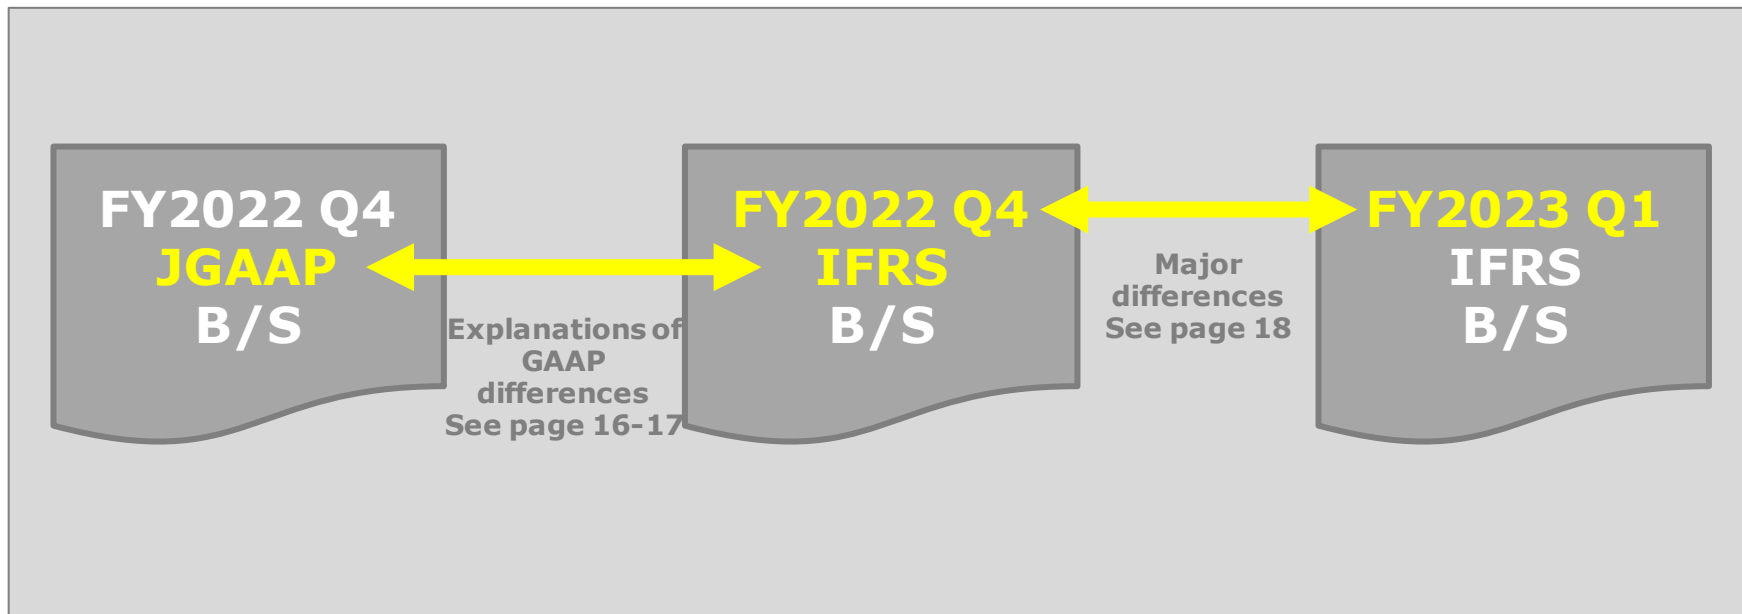 FY2022 Q4
JGAAP
B/S
Explanations of
GAAP
differences
See page 16-17
FY2022 Q4
IFRS
B/S
Major
differences
See page 18
FY2023 Q1
IFRS
B/S